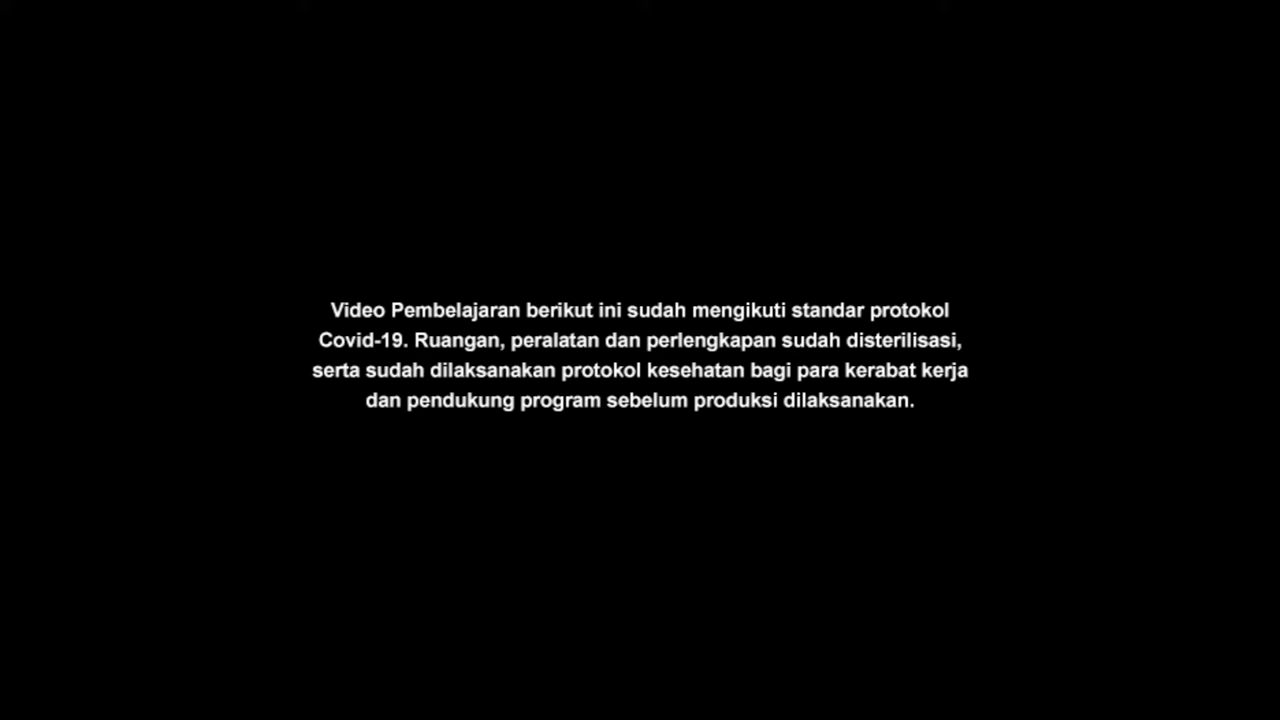 Video Pembelajaran berikut ini sudah mengikuti standar protokol
Covid-19. Ruangan, peralatan dan perlengkapan sudah disterilisasi,
serta sudah dilaksanakan protokol kesehatan bagi para kerabat kerja
dan pendukung program sebelum produksi dilaksanakan.